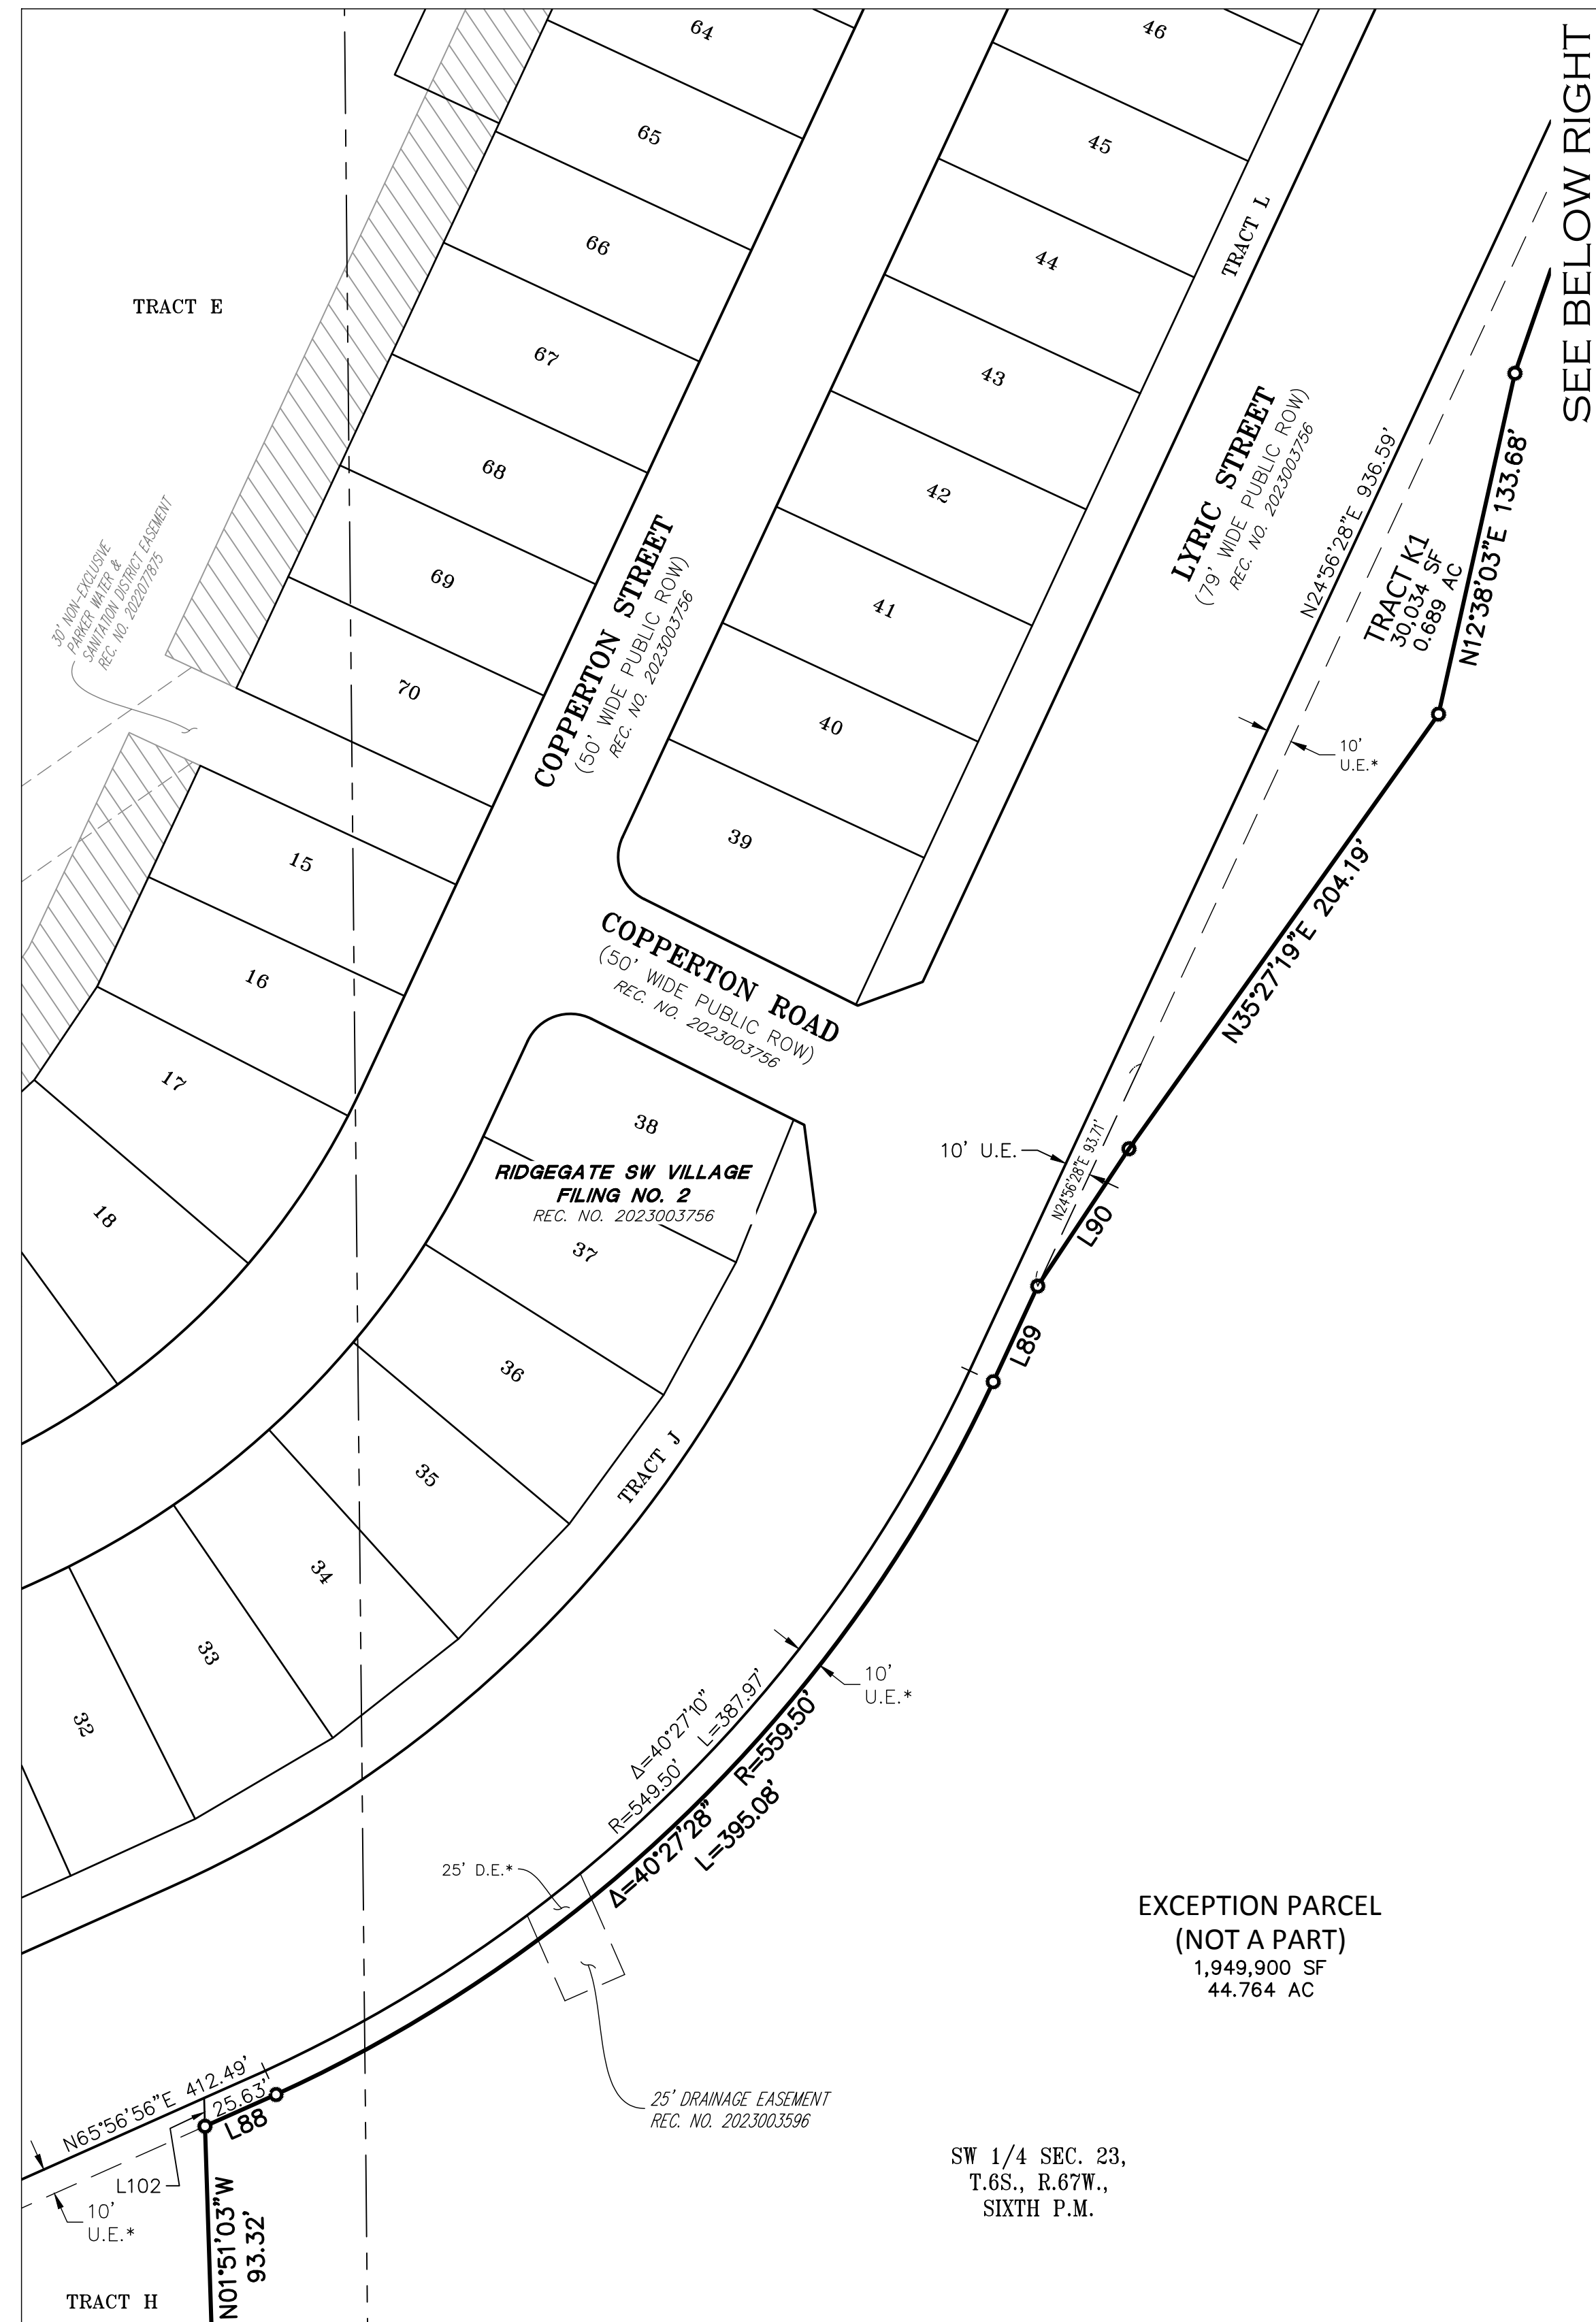 64
65
66
67
68
69
70
46
45
44
43
42
41
40
39
TRACT L
SEE BELOW RIGHT
TRACT E
30' NON-EXCLUSIVE
PARKER WATER &
SANITATION DISTRICT EASEMENT
REC. NO. 2022077875
COPPERTON STREET
(50' WIDE PUBLIC ROW)
REC. NO. 2023003756
LYRIC STREET
(79' WIDE PUBLIC ROW)
REC. NO. 2023003756
N24°56'28"E 936.59'
TRACT K1
30,034 SF
0.689 AC
N12°38'03"E 133.68'
10'
U.E.*
N35°27'19"E 204.19'
15
16
17
18
COPPERTON ROAD
(50' WIDE PUBLIC ROW)
REC. NO. 2023003756
38
RIDGEGATE SW VILLAGE
FILING NO. 2
REC. NO. 2023003756
37
36
35
34
33
32
TRACT J
10' U.E.
N24°56'28"E 93.71'
L90
L89
10'
U.E.*
Δ=40°27'10"
R=549.50' L=387.97'
R=559.50'
Δ=40°27'28"
L=395.08'
25' D.E.*
EXCEPTION PARCEL
(NOT A PART)
1,949,900 SF
44.764 AC
25' DRAINAGE EASEMENT
REC. NO. 2023003596
N65°56'56"E 412.49'
25.63'
L88
L102
10'
U.E.*
N01°51'03"W
93.32'
TRACT H
SW 1/4 SEC. 23,
T.6S., R.67W.,
SIXTH P.M.